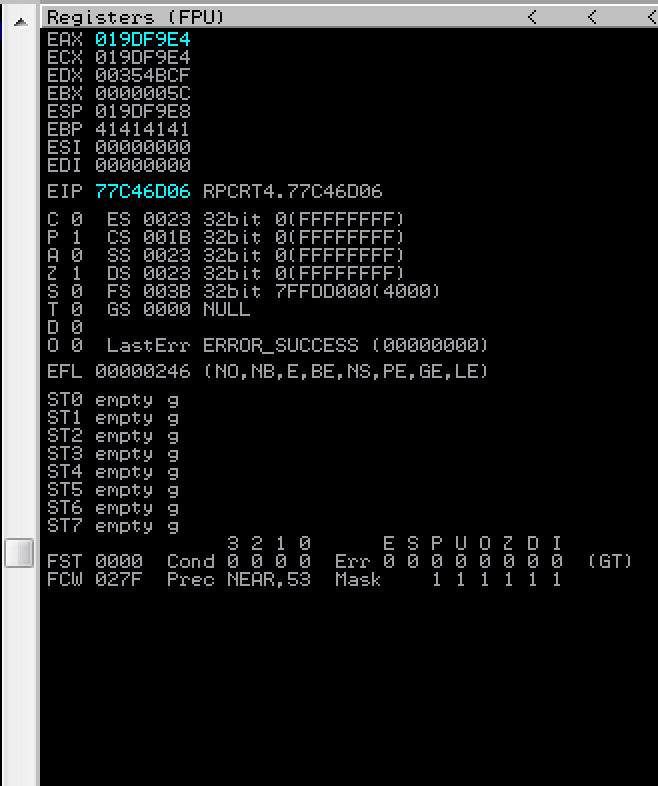 Registers (FPU) < < <
EAX 019DF9E4
ECX 019DF9E4
EDX 00354BCF
EBX 0000005C
ESP 019DF9E8
EBP 41414141
ESI 00000000
EDI 00000000
EIP 77C46D06 RPCRT4.77C46D06
C 0 ES 0023 32bit 0(FFFFFFFF)
P 1 CS 001B 32bit 0(FFFFFFFF)
A 0 SS 0023 32bit 0(FFFFFFFF)
Z 1 DS 0023 32bit 0(FFFFFFFF)
S 0 FS 003B 32bit 7FFDD000(4000)
T 0 GS 0000 NULL
D 0
O 0 LastErr ERROR_SUCCESS (00000000)
EFL 00000246 (NO,NB,E,BE,NS,PE,GE,LE)
ST0 empty g
ST1 empty g
ST2 empty g
ST3 empty g
ST4 empty g
ST5 empty g
ST6 empty g
ST7 empty g
3 2 1 0 E S P U O Z D I
FST 0000 Cond 0 0 0 0 Err 0 0 0 0 0 0 0 0 (GT)
FCW 027F Prec NEAR,53 Mask 1 1 1 1 1 1